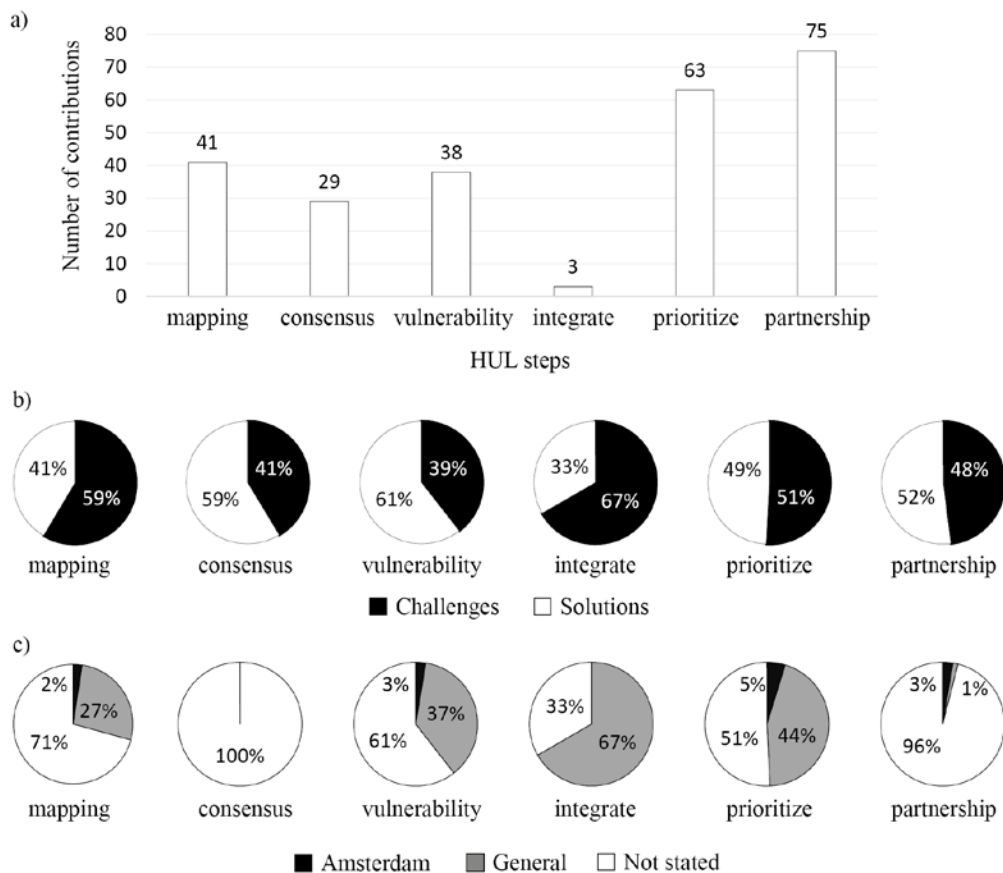 a)
Number of contributions
80
70
60
50
40
30
20
10
0
41
29
38
3
63
75
mapping consensus vulnerability integrate prioritize partnership
HUL steps
b)
41% 59% 59% 41% 61% 39% 33% 67% 49% 51% 52% 48%
mapping consensus vulnerability integrate prioritize partnership
Challenges Solutions
c)
2% 27% 71% 100% 3% 37% 61% 33% 67% 5% 44% 51% 3% 1% 96%
mapping consensus vulnerability integrate prioritize partnership
Amsterdam General Not stated